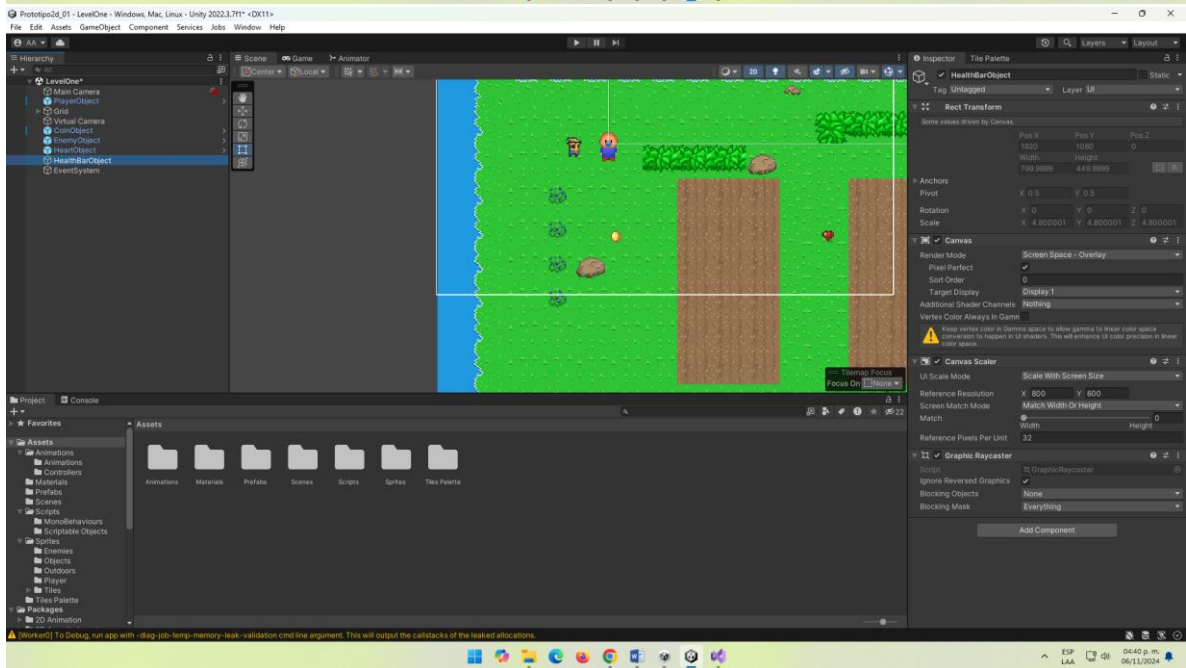 Prototipo2d_01 - LevelOne - Windows, Mac, Linux - Unity 2022.3.7f1* <DX11>
File Edit Assets GameObject Component Services Jobs Window Help
AA
Layers Layout
Hierarchy
Scene Game Animator
Inspector Tile Palette
All
Center Local
2D
HealthBarObject Static
Tag Untagged Layer UI
LevelOne*
Main Camera
PlayerObject
Grid
Virtual Camera
CoinObject
EnemyObject
HeartObject
HealthBarObject
EventSystem
Rect Transform
Some values driven by Canvas.
Pos X Pos Y Pos Z
1920 1080 0
Width Height
799.9999 449.9999
Anchors
Pivot X 0.5 Y 0.5
Rotation X 0 Y 0 Z 0
Scale X 4.800001 Y 4.800001 Z 4.800001
Canvas
Render Mode Screen Space - Overlay
Pixel Perfect
Sort Order 0
Target Display Display 1
Additional Shader Channels Nothing
Vertex Color Always In Gamm
Keep vertex color in Gamma space to allow gamma to linear color space
conversion to happen in UI shaders. This will enhance UI color precision in linear
color space.
Canvas Scaler
UI Scale Mode Scale With Screen Size
Reference Resolution X 800 Y 600
Screen Match Mode Match Width Or Height
Match 0
Width Height
Reference Pixels Per Unit 32
Graphic Raycaster
Script GraphicRaycaster
Ignore Reversed Graphics
Blocking Objects None
Blocking Mask Everything
Add Component
Tilemap Focus
Focus On None
Project Console
22
Favorites
Assets
Animations
Animations
Controllers
Materials
Prefabs
Scenes
Scripts
MonoBehaviours
Scriptable Objects
Sprites
Enemies
Objects
Outdoors
Player
Tiles
Tiles Palette
Packages
2D Animation
Assets
Animations Materials Prefabs Scenes Scripts Sprites Tiles Palette
[Worker0] To Debug, run app with -diag-job-temp-memory-leak-validation cmd line argument. This will output the callstacks of the leaked allocations.
ESP
LAA
04:40 p. m.
06/11/2024